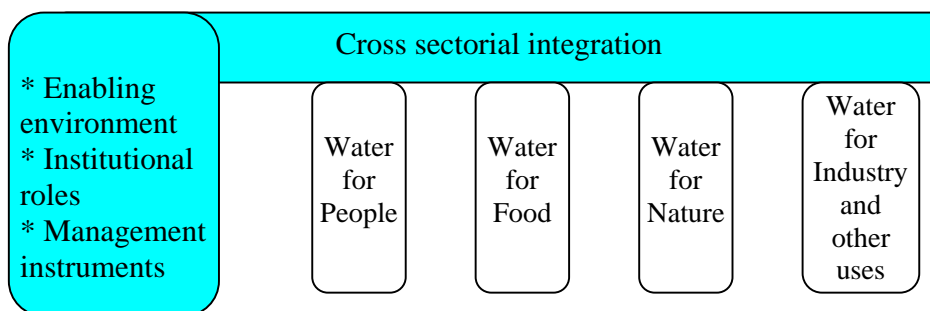 Cross sectorial integration
* Enabling
environment
* Institutional
roles
* Management
instruments
Water
for
People
Water
for
Food
Water
for
Nature
Water
for
Industry
and
other
uses